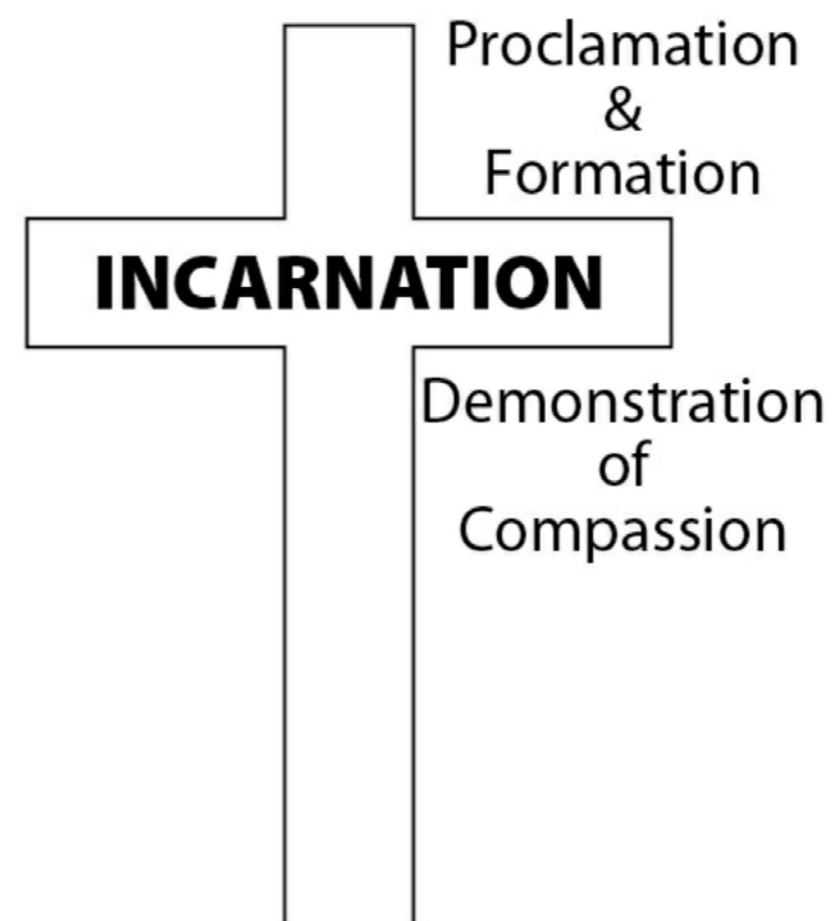 Proclamation
&
Formation
INCARNATION
Demonstration
of
Compassion